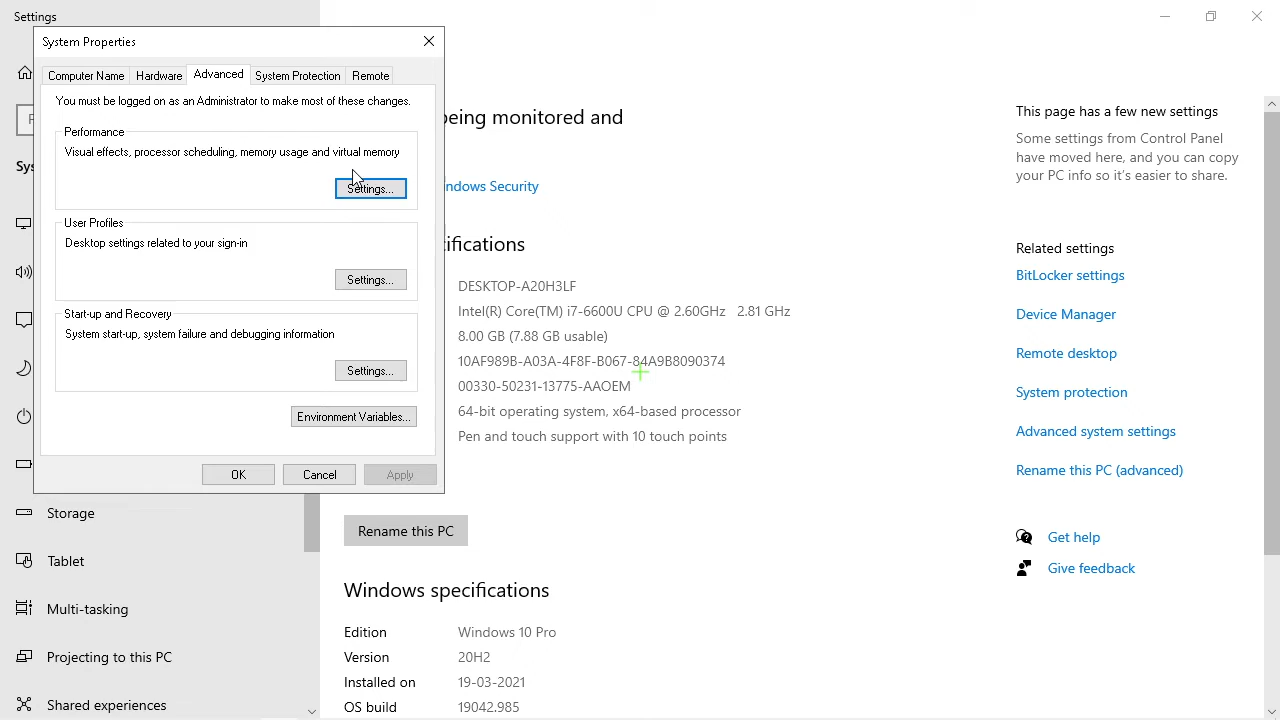 Settings
System Properties
Computer Name
Hardware
Advanced
System Protection
Remote
You must be logged on as an Administrator to make most of these changes.
Performance
Visual effects, processor scheduling, memory usage and virtual memory
Settings...
User Profiles
Desktop settings related to your sign-in
Settings...
Start-up and Recovery
System start-up, system failure and debugging information
Settings...
Environment Variables...
OK
Cancel
Apply
F
Sys
Storage
Tablet
Multi-tasking
Projecting to this PC
Shared experiences
being monitored and
ndows Security
ifications
DESKTOP-A20H3LF
Intel(R) Core(TM) i7-6600U CPU @ 2.60GHz 2.81 GHz
8.00 GB (7.88 GB usable)
10AF989B-A03A-4F8F-B067-84A9B8090374
00330-50231-13775-AAOEM
64-bit operating system, x64-based processor
Pen and touch support with 10 touch points
Rename this PC
Windows specifications
Edition Windows 10 Pro
Version 20H2
Installed on 19-03-2021
OS build 19042.985
This page has a few new settings
Some settings from Control Panel
have moved here, and you can copy
your PC info so it's easier to share.
Related settings
BitLocker settings
Device Manager
Remote desktop
System protection
Advanced system settings
Rename this PC (advanced)
Get help
Give feedback